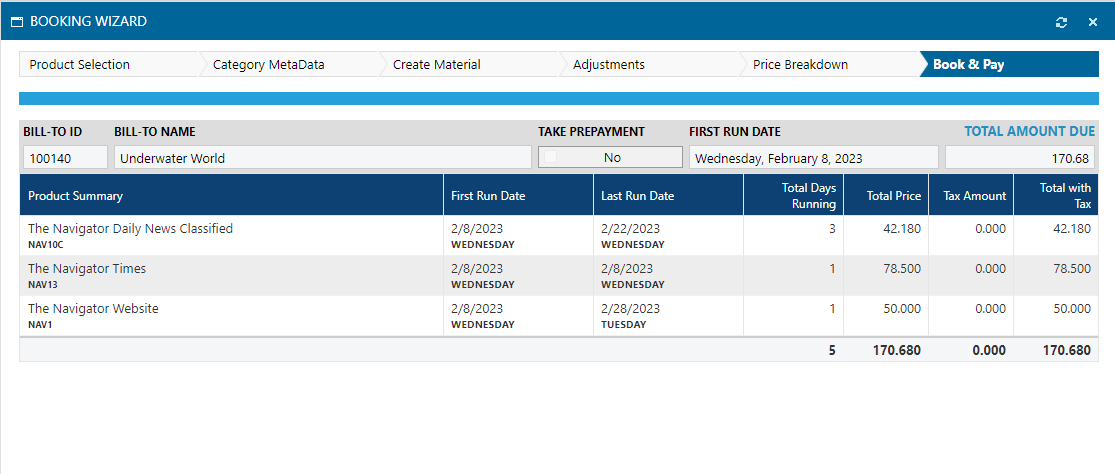 BOOKING WIZARD
Product Selection Category MetaData Create Material Adjustments Price Breakdown Book & Pay
BILL-TO ID BILL-TO NAME TAKE PREPAYMENT FIRST RUN DATE TOTAL AMOUNT DUE
100140 Underwater World No Wednesday, February 8, 2023 170.68
Product Summary First Run Date Last Run Date Total Days Running Total Price Tax Amount Total with Tax
The Navigator Daily News Classified 2/8/2023 2/22/2023 3 42.180 0.000 42.180
NAV10C WEDNESDAY WEDNESDAY
The Navigator Times 2/8/2023 2/8/2023 1 78.500 0.000 78.500
NAV13 WEDNESDAY WEDNESDAY
The Navigator Website 2/8/2023 2/28/2023 1 50.000 0.000 50.000
NAV1 WEDNESDAY TUESDAY
5 170.680 0.000 170.680